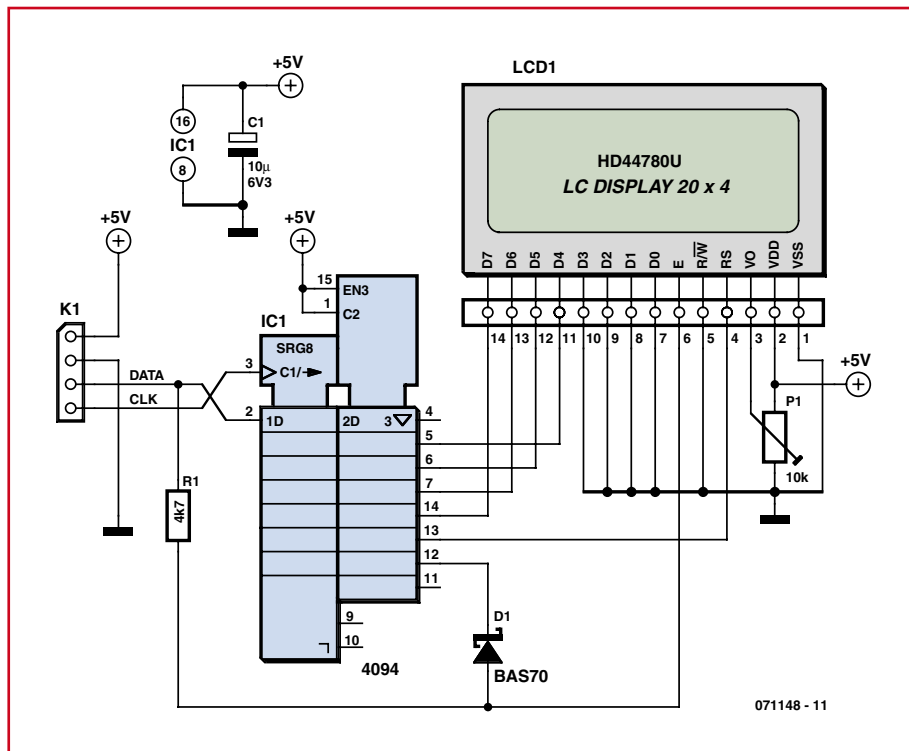 +5V
LCD1
16
C1
IC1
8
10µ
6V3
HD44780U
LC DISPLAY 20 x 4
+5V
+5V
D7 D6 D5 D4 D3 D2 D1 D0 E R/W RS VO VDD VSS
15 EN3
1 C2
K1
IC1
SRG8
3
C1/
14 13 12 11 10 9 8 7 6 5 4 3 2 1
+5V
DATA
CLK
2 1D 2D 3 4
P1
10k
5
6
7
14
13
12
11
R1
4k7
9
10
D1
4094
BAS70
071148 - 11